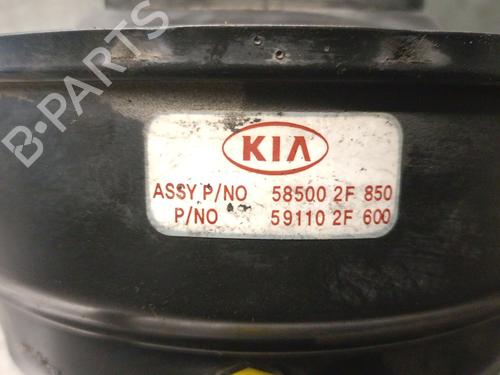 B-PARTS
KIA
ASSY P/NO 58500 2F 850
P/NO 59110 2F 600